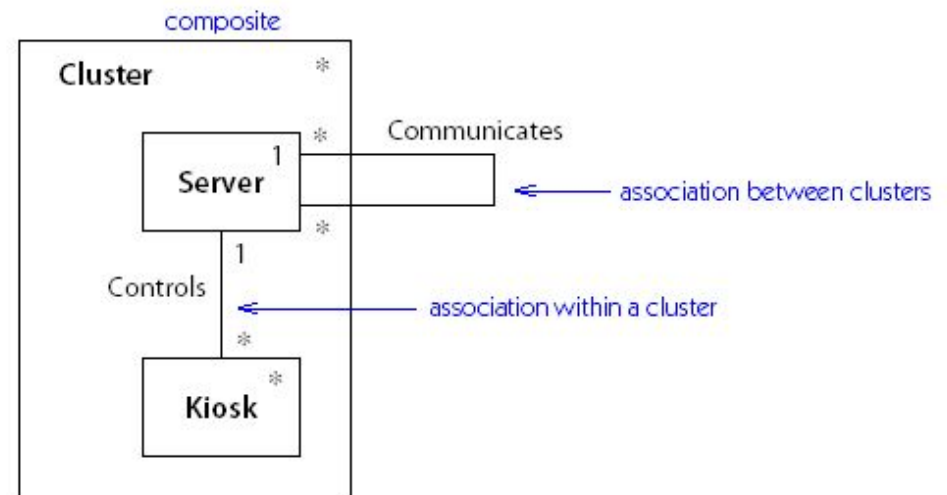 composite
Cluster *
* Communicates
1
Server
association between clusters
*
1
Controls
association within a cluster
*
*
Kiosk